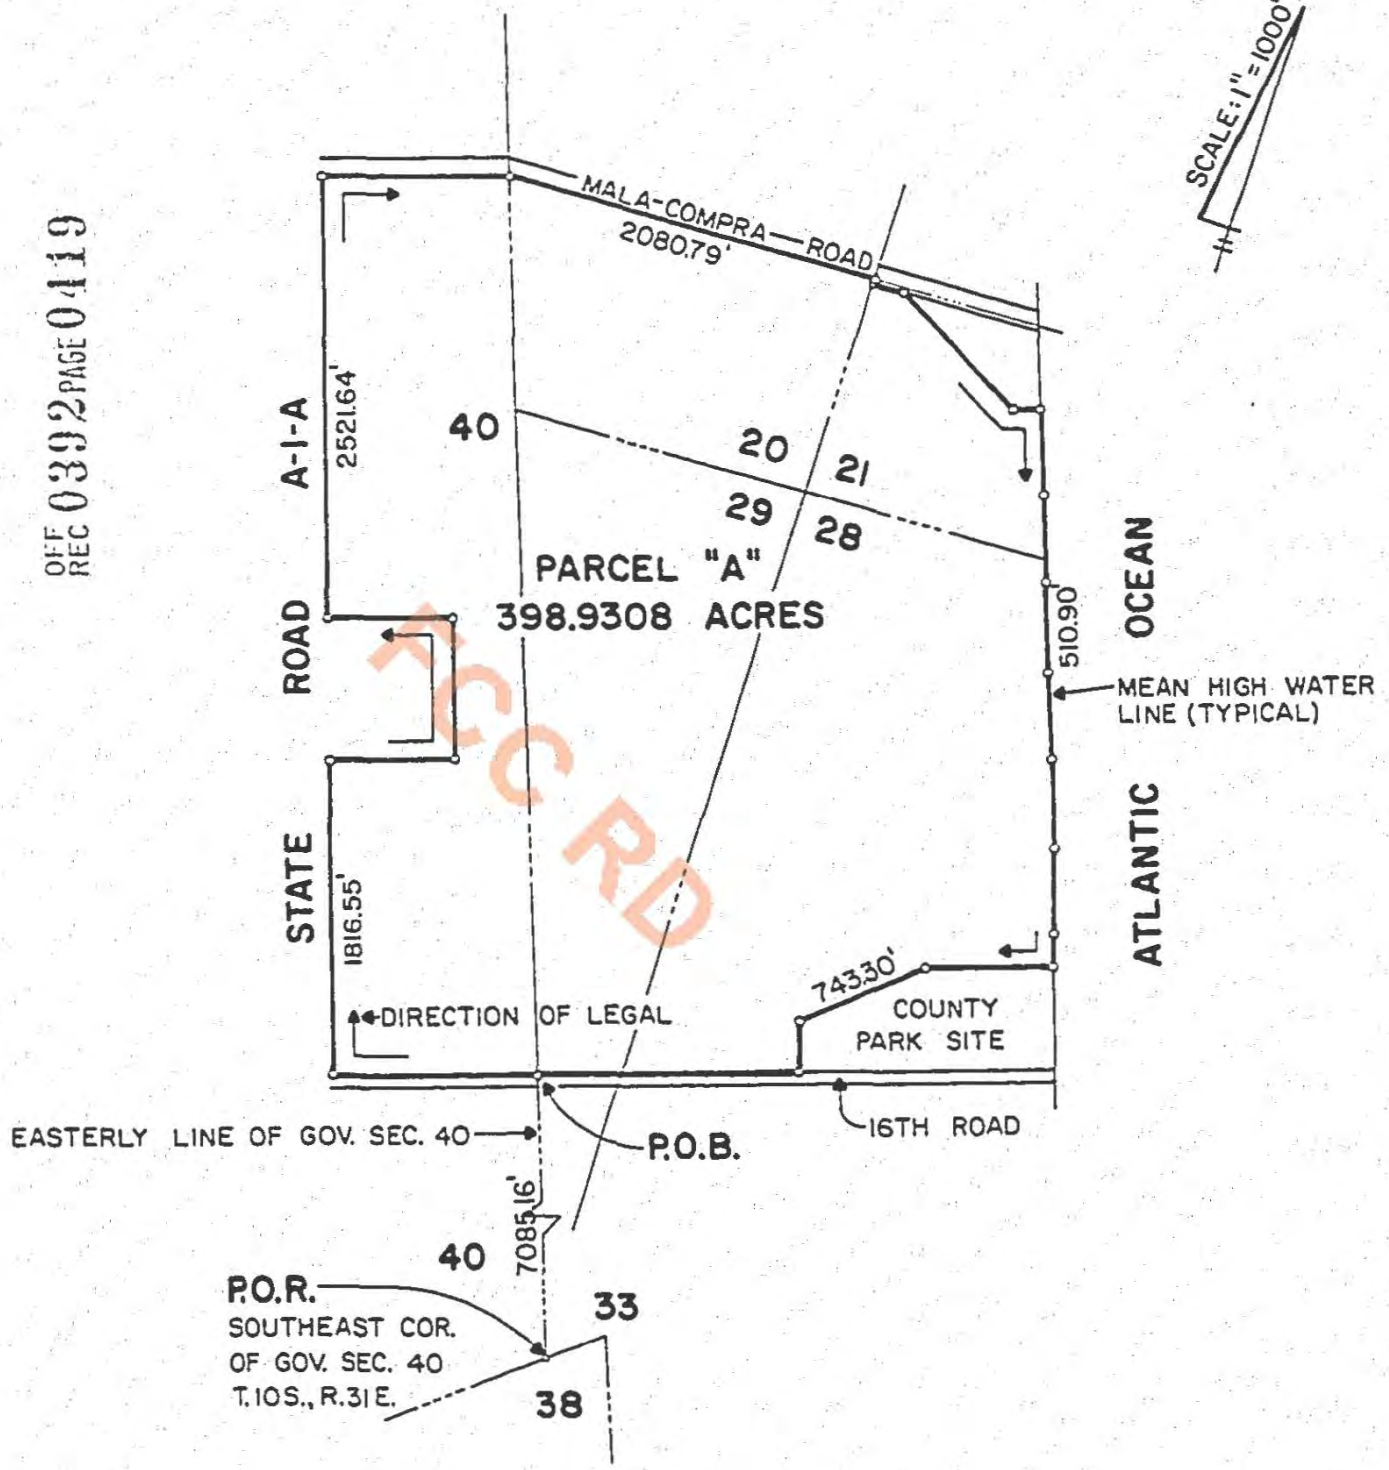 SCALE: 1" = 1000'
OFF
REC 0392 PAGE 0419
MALA-COMPRA ROAD
2080.79'
A-1-A
2521.64'
40
20
21
29
28
PARCEL "A"
398.9308 ACRES
OCEAN
510.90'
ROAD
MEAN HIGH WATER
LINE (TYPICAL)
FCC RD
STATE
1816.55'
ATLANTIC
743.30'
COUNTY
PARK SITE
DIRECTION OF LEGAL
EASTERLY LINE OF GOV. SEC. 40
P.O.B.
16TH ROAD
7085.16'
40
P.O.R.
SOUTHEAST COR.
OF GOV. SEC. 40
T.10S., R.31E.
33
38